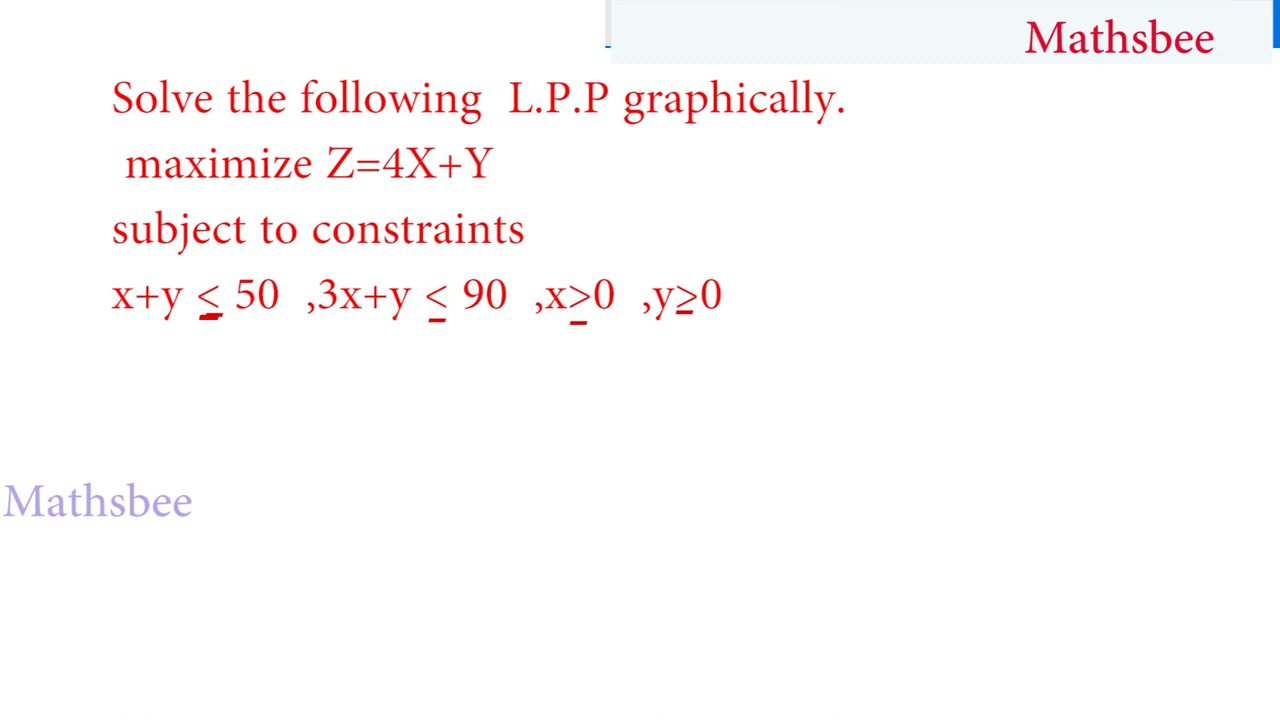 Mathsbee
Solve the following L.P.P graphically.
maximize Z=4X+Y
subject to constraints
x+y ≤ 50 ,3x+y ≤ 90 ,x≥0 ,y≥0
Mathsbee